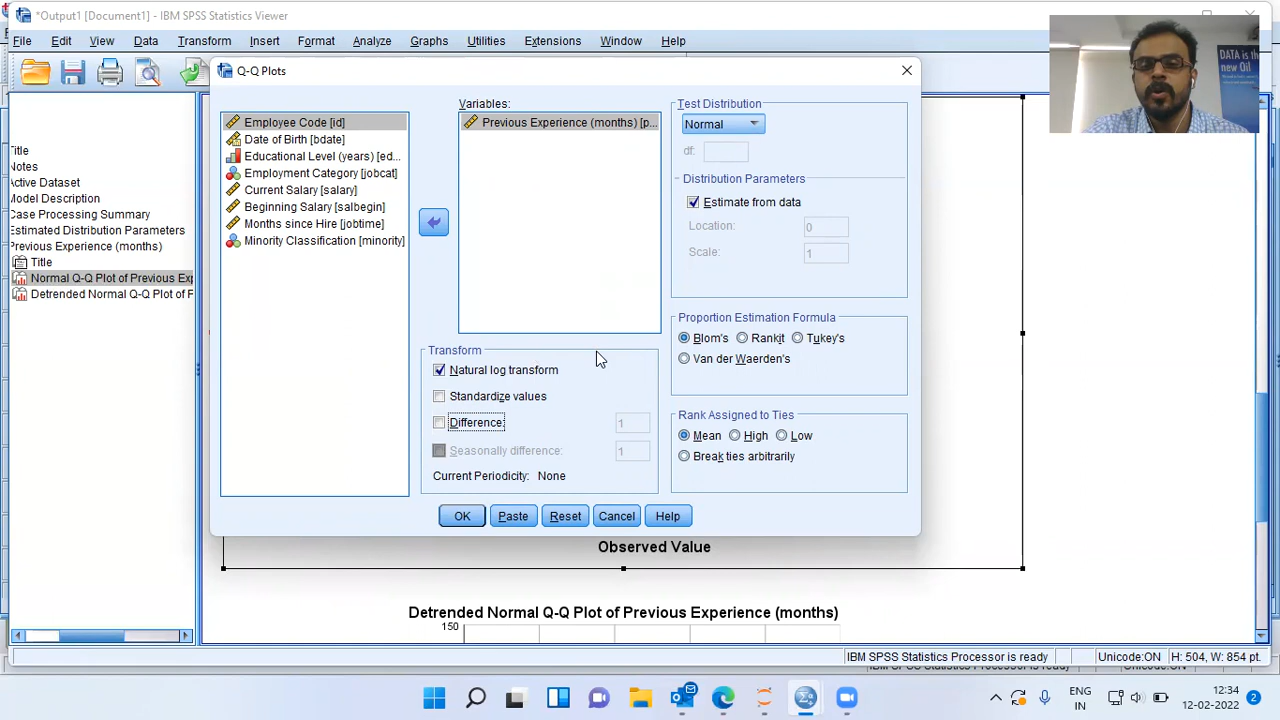 *Output1 [Document1] - IBM SPSS Statistics Viewer
File Edit View Data Transform Insert Format Analyze Graphs Utilities Extensions Window Help
DATA is the
new Oil
Q-Q Plots
Title
Notes
Active Dataset
Model Description
Case Processing Summary
Estimated Distribution Parameters
Previous Experience (months)
Title
Normal Q-Q Plot of Previous Exp
Detrended Normal Q-Q Plot of P
Employee Code [id]
Date of Birth [bdate]
Educational Level (years) [ed...
Employment Category [jobcat]
Current Salary [salary]
Beginning Salary [salbegin]
Months since Hire [jobtime]
Minority Classification [minority]
Variables:
Previous Experience (months) [p...
Transform
Natural log transform
Standardize values
Difference: 1
Seasonally difference: 1
Current Periodicity: None
Test Distribution
Normal
df:
Distribution Parameters
Estimate from data
Location: 0
Scale: 1
Proportion Estimation Formula
Blom's Rankit Tukey's
Van der Waerden's
Rank Assigned to Ties
Mean High Low
Break ties arbitrarily
OK Paste Reset Cancel Help
Observed Value
Detrended Normal Q-Q Plot of Previous Experience (months)
150
IBM SPSS Statistics Processor is ready Unicode:ON H: 504, W: 854 pt.
ENG
IN
12:34
12-02-2022
2